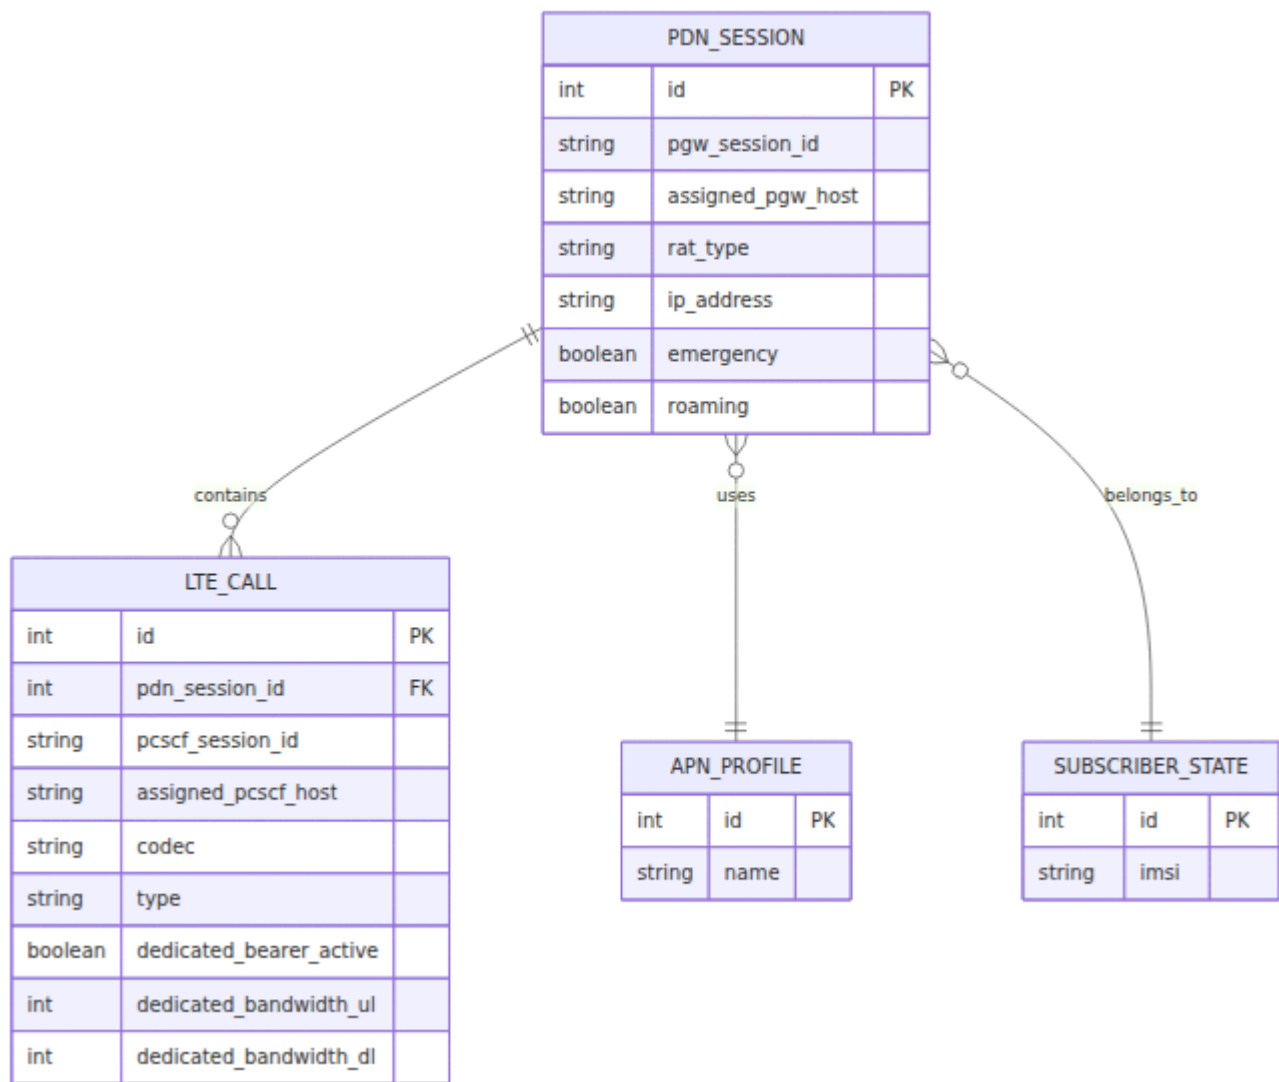 PDN_SESSION
int id PK
string pgw_session_id
string assigned_pgw_host
string rat_type
string ip_address
boolean emergency
boolean roaming
contains
uses
belongs_to
LTE_CALL
int id PK
int pdn_session_id FK
string pcscf_session_id
string assigned_pcscf_host
string codec
string type
boolean dedicated_bearer_active
int dedicated_bandwidth_ul
int dedicated_bandwidth_dl
APN_PROFILE
int id PK
string name
SUBSCRIBER_STATE
int id PK
string imsi